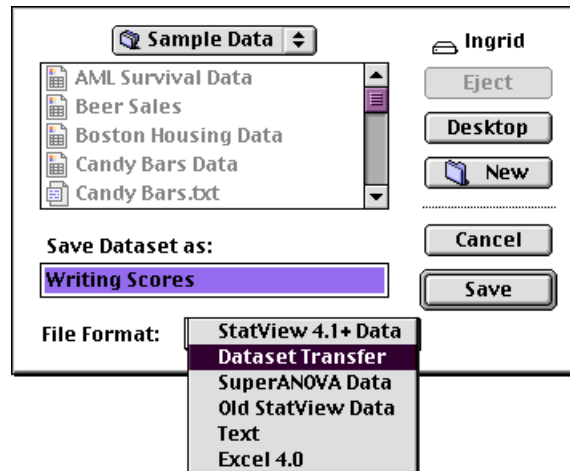 Sample Data
Ingrid
AML Survival Data
Beer Sales
Boston Housing Data
Candy Bars Data
Candy Bars.txt
Eject
Desktop
New
Save Dataset as:
Writing Scores
Cancel
Save
File Format:
StatView 4.1+ Data
Dataset Transfer
SuperANOVA Data
Old StatView Data
Text
Excel 4.0